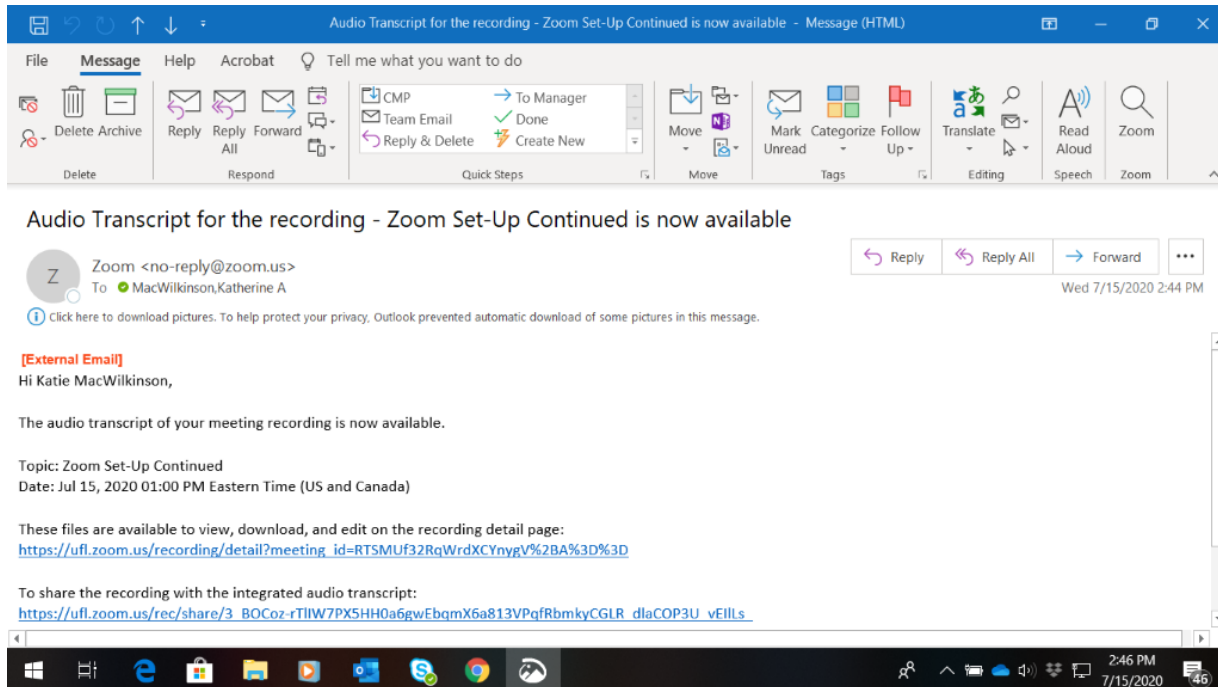 Audio Transcript for the recording - Zoom Set-Up Continued is now available - Message (HTML)
File Message Help Acrobat Tell me what you want to do
CMP To Manager
Team Email Done
Reply & Delete Create New
Delete Archive
Reply Reply All Forward
Move
Mark Unread Categorize Follow Up
Translate
Read Aloud
Zoom
Delete Respond Quick Steps Move Tags Editing Speech Zoom
Audio Transcript for the recording - Zoom Set-Up Continued is now available
Reply Reply All Forward
Z
Zoom <no-reply@zoom.us>
To MacWilkinson,Katherine A
Wed 7/15/2020 2:44 PM
Click here to download pictures. To help protect your privacy, Outlook prevented automatic download of some pictures in this message.
[External Email]
Hi Katie MacWilkinson,
The audio transcript of your meeting recording is now available.
Topic: Zoom Set-Up Continued
Date: Jul 15, 2020 01:00 PM Eastern Time (US and Canada)
These files are available to view, download, and edit on the recording detail page:
https://ufl.zoom.us/recording/detail?meeting_id=RTSMUf32RqWrdXCYnygV%2BA%3D%3D
To share the recording with the integrated audio transcript:
https://ufl.zoom.us/rec/share/3_BOCoz-rTlIW7PX5HH0a6gwEbqmX6a813VPqfRbmkyCGLR_dlaCOP3U_vEIlLs_
2:46 PM
7/15/2020
46